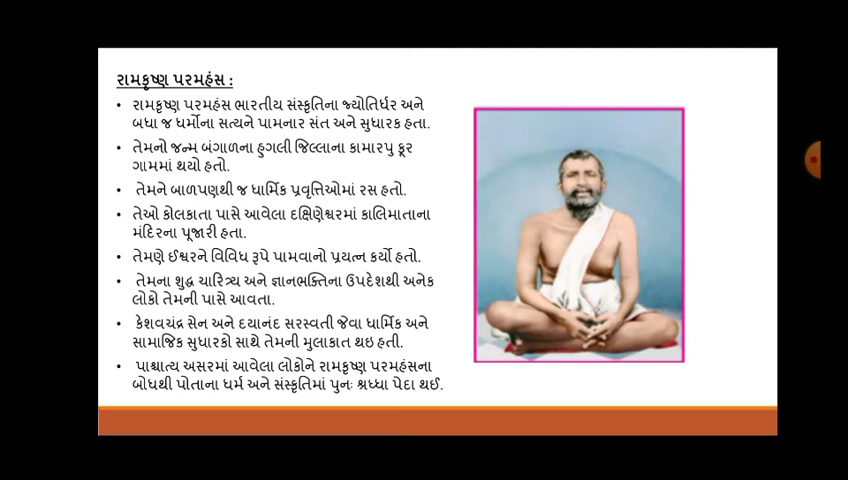 રામકૃષ્ણ પરમહંસ :
• રામકૃષ્ણ પરમહંસ ભારતીય સંસ્કૃતિના જ્યોતિર્ધર અને
બધા જ ધર્મોના સત્યને પામનાર સંત અને સુધારક હતા.
• તેમનો જન્મ બંગાળના હુગલી જિલ્લાના કામારપુ કૂર
ગામમાં થયો હતો.
• તેમને બાળપણથી જ ધાર્મિક પ્રવૃત્તિઓમાં રસ હતો.
• તેઓ કોલકાતા પાસે આવેલા દક્ષિણેશ્વરમાં કાલિમાતાના
મંદિરના પૂજારી હતા.
• તેમણે ઈશ્વરને વિવિધ રૂપે પામવાનો પ્રયત્ન કર્યો હતો.
• તેમના શુદ્ધ ચારિત્ર્ય અને જ્ઞાનભક્તિના ઉપદેશથી અનેક
લોકો તેમની પાસે આવતા.
• કેશવચંદ્ર સેન અને દયાનંદ સરસ્વતી જેવા ધાર્મિક અને
સામાજિક સુધારકો સાથે તેમની મુલાકાત થઇ હતી.
• પાશ્ચાત્ય અસરમાં આવેલા લોકોને રામકૃષ્ણ પરમહંસના
બોધથી પોતાના ધર્મ અને સંસ્કૃતિમાં પુનઃ શ્રધ્ધા પેદા થઈ.